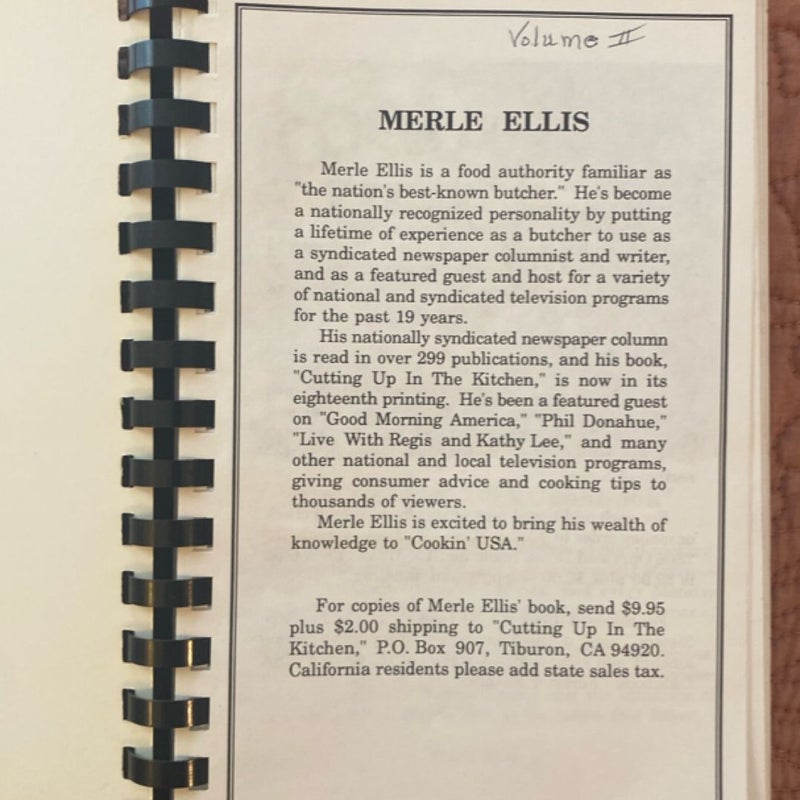 Volume II
MERLE ELLIS
Merle Ellis is a food authority familiar as
"the nation's best-known butcher." He's become
a nationally recognized personality by putting
a lifetime of experience as a butcher to use as
a syndicated newspaper columnist and writer,
and as a featured guest and host for a variety
of national and syndicated television programs
for the past 19 years.
His nationally syndicated newspaper column
is read in over 299 publications, and his book,
"Cutting Up In The Kitchen," is now in its
eighteenth printing. He's been a featured guest
on "Good Morning America," "Phil Donahue,"
"Live With Regis and Kathy Lee," and many
other national and local television programs,
giving consumer advice and cooking tips to
thousands of viewers.
Merle Ellis is excited to bring his wealth of
knowledge to "Cookin' USA."
For copies of Merle Ellis' book, send $9.95
plus $2.00 shipping to "Cutting Up In The
Kitchen," P.O. Box 907, Tiburon, CA 94920.
California residents please add state sales tax.